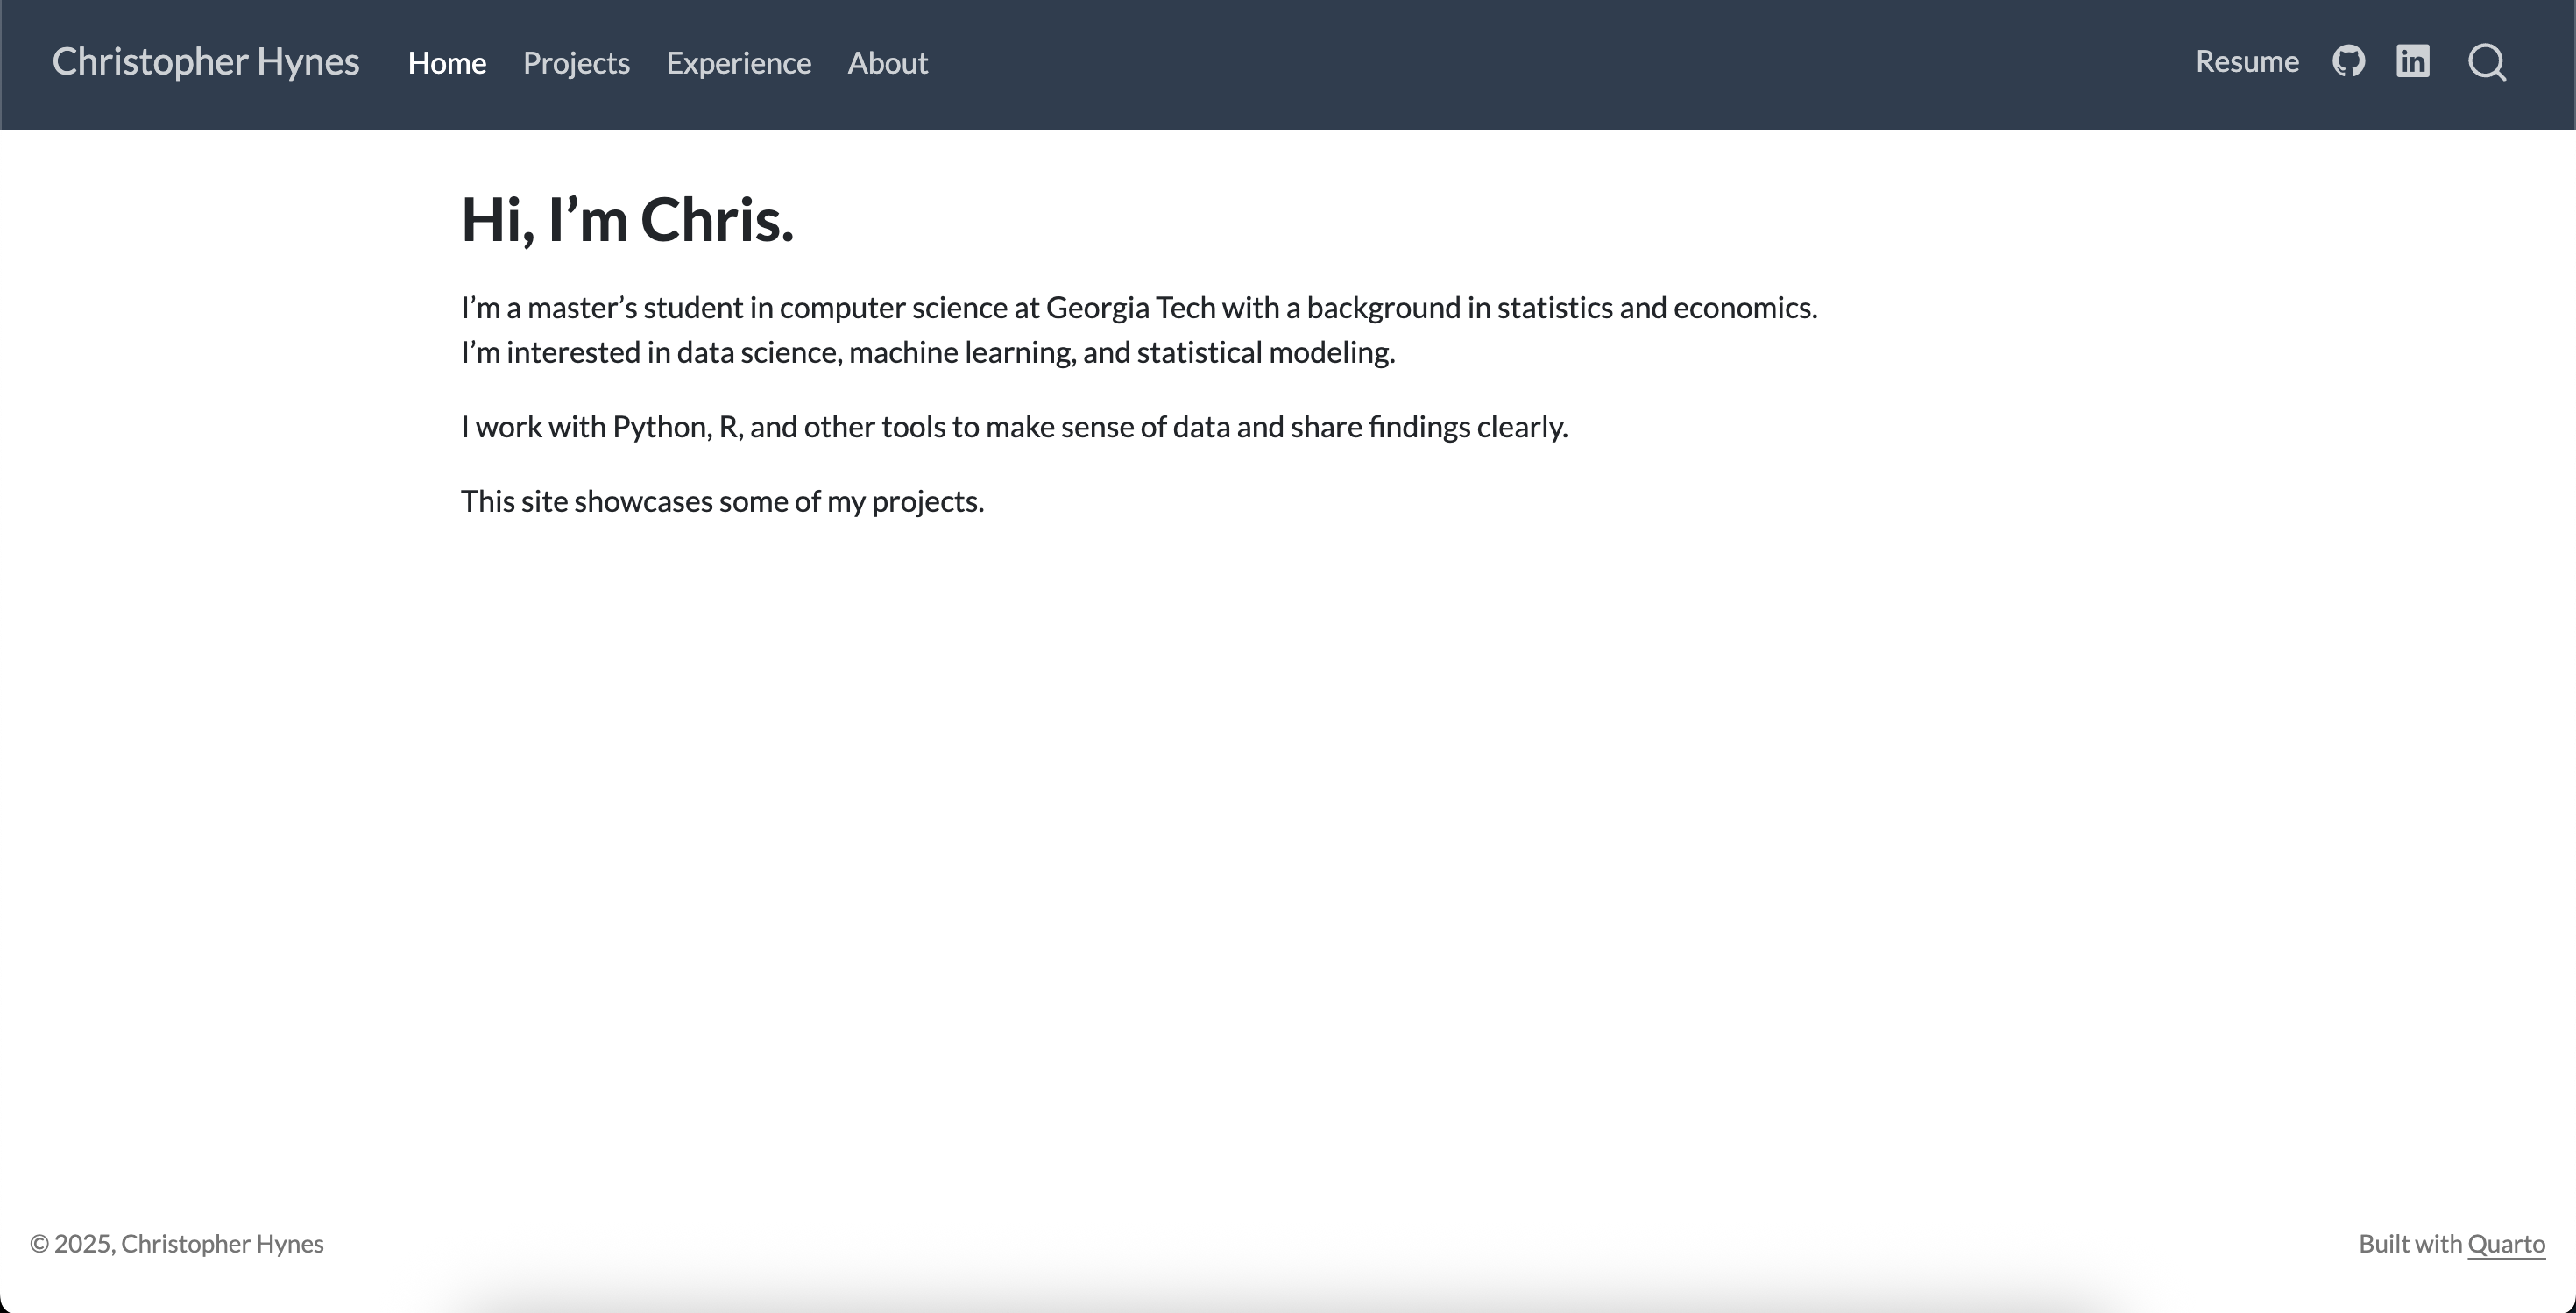 Christopher Hynes Home Projects Experience About Resume in
Hi, I’m Chris.
I’m a master’s student in computer science at Georgia Tech with a background in statistics and economics.
I’m interested in data science, machine learning, and statistical modeling.
I work with Python, R, and other tools to make sense of data and share findings clearly.
This site showcases some of my projects.
© 2025, Christopher Hynes Built with Quarto